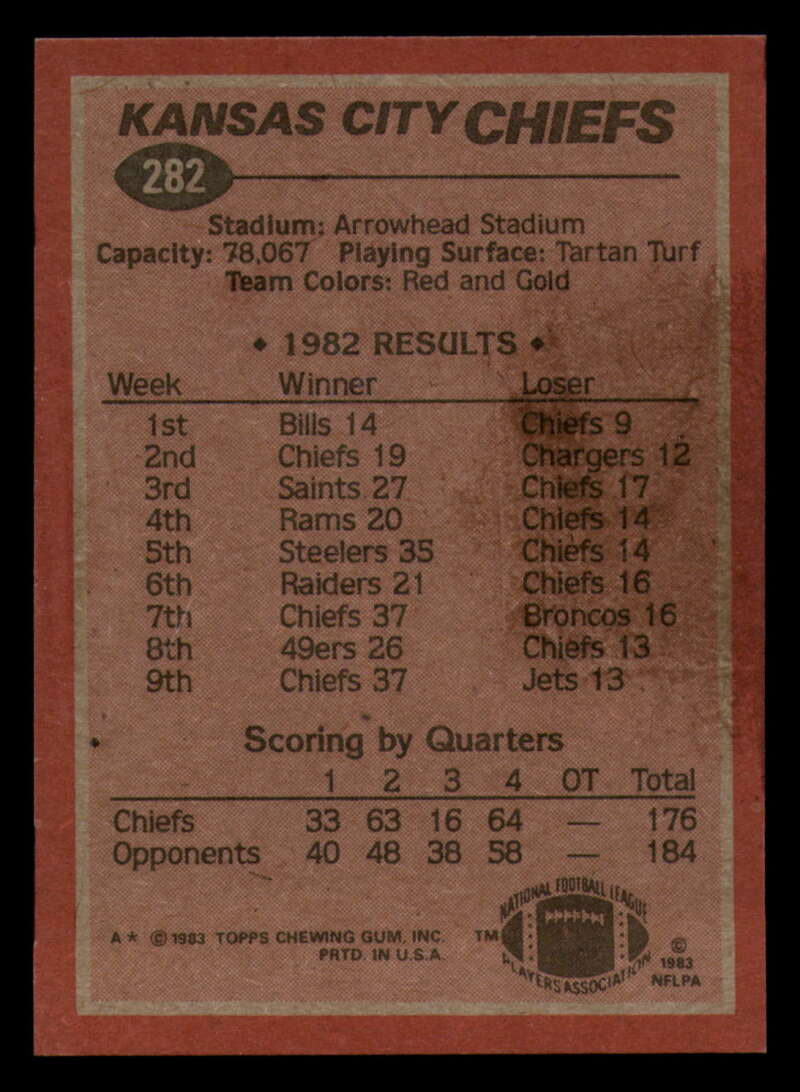 KANSAS CITY CHIEFS
282
Stadium: Arrowhead Stadium
Capacity: 78,067 Playing Surface: Tartan Turf
Team Colors: Red and Gold
♦ 1982 RESULTS ♦
Week Winner Loser
1st Bills 14 Chiefs 9
2nd Chiefs 19 Chargers 12
3rd Saints 27 Chiefs 17
4th Rams 20 Chiefs 14
5th Steelers 35 Chiefs 14
6th Raiders 21 Chiefs 16
7th Chiefs 37 Broncos 16
8th 49ers 26 Chiefs 13
9th Chiefs 37 Jets 13
Scoring by Quarters
1 2 3 4 OT Total
Chiefs 33 63 16 64 — 176
Opponents 40 48 38 58 — 184
NATIONAL FOOTBALL LEAGUE
PLAYERS ASSOCIATION
A* © 1983 TOPPS CHEWING GUM, INC. TM
PRTD. IN U.S.A.
© 1983 NFLPA